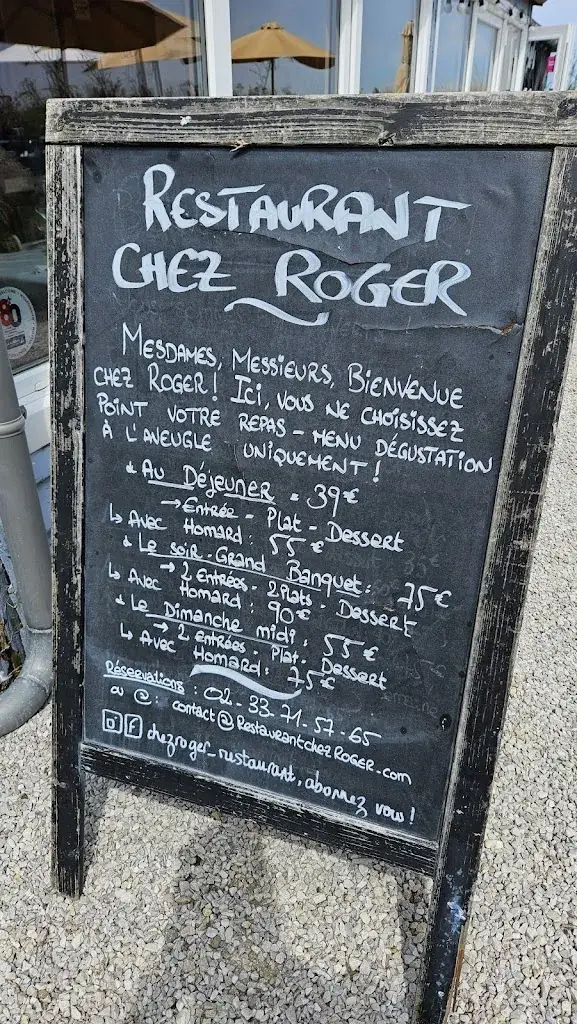 RESTAURANT
CHEZ ROGER
MESDAMES, MESSIEURS, BIENVENUE
CHEZ ROGER! ICI, VOUS NE CHOISISSEZ
POINT VOTRE REPAS - MENU DÉGUSTATION
À L'ANEUGLE UNIQUEMENT!
* AU DÉJEUNER = 39€
→ ENTRÉE - PLAT - DESSERT
↳ AVEC HOMARD: 55€
* LE SOIR - GRAND BANQUET: 75€
→ 2 ENTRÉES - 2 PLATS - DESSERT
↳ AVEC HOMARD: 90€
* LE DIMANCHE MIDI: 55€
→ 2 ENTRÉES - PLAT - DESSERT
↳ AVEC HOMARD: 75€
RÉSERVATIONS: 02-33-71-57-65
ou @: contact@RestaurantchezRoger.com
chezroger_restaurant, abonnez vous!